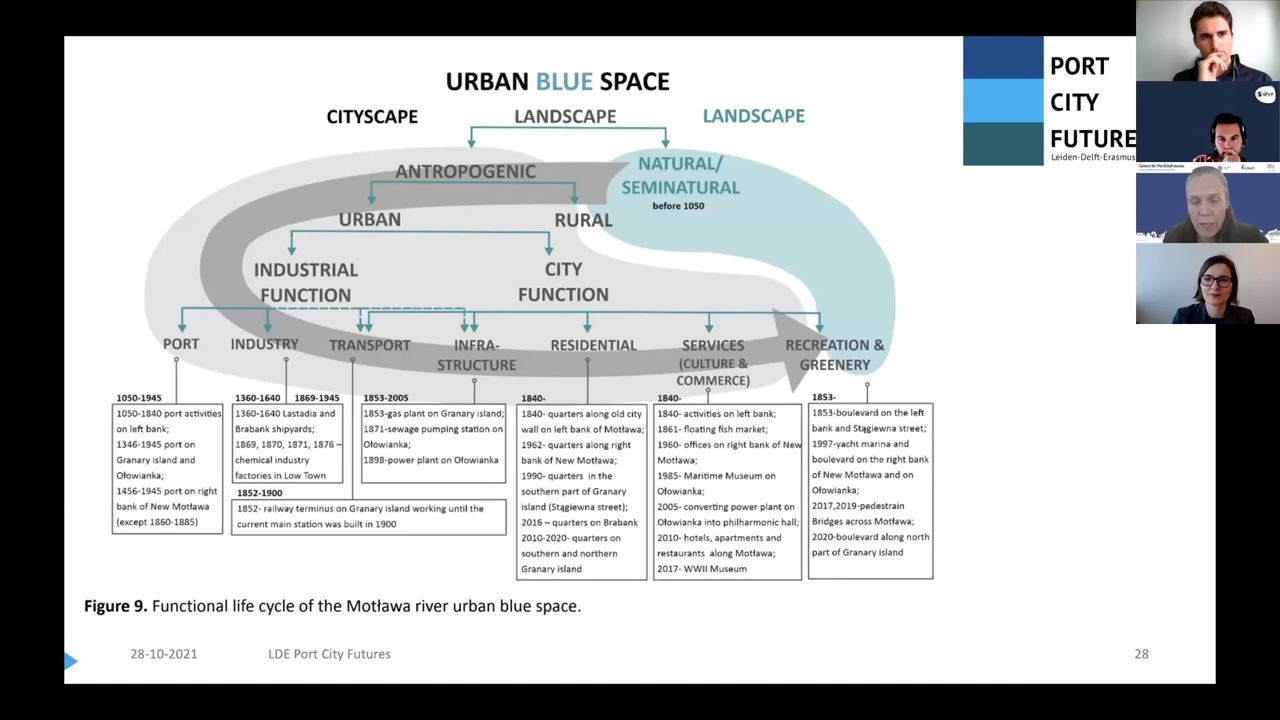 URBAN BLUE SPACE
CITYSCAPE
LANDSCAPE
LANDSCAPE
ANTROPOGENIC
NATURAL/
SEMINATURAL
before 1050
URBAN
RURAL
INDUSTRIAL
FUNCTION
CITY
FUNCTION
PORT
INDUSTRY
TRANSPORT
INFRA-
STRUCTURE
RESIDENTIAL
SERVICES
(CULTURE &
COMMERCE)
RECREATION &
GREENERY
1050-1945
1050-1840 port activities
on left bank;
1346-1945 port on
Granary island and
Ołowianka;
1456-1945 port on right
bank of New Motława
(except 1860-1885)
1360-1640 1869-1945
1360-1640 Lastadia and
Brabank shipyards;
1869, 1870, 1871, 1876 –
chemical industry
factories in Low Town
1852-1900
1852- railway terminus on Granary island working until the
current main station was built in 1900
1853-2005
1853-gas plant on Granary island;
1871-sewage pumping station on
Ołowianka;
1898-power plant on Ołowianka
1840-
1840- quarters along old city
wall on left bank of Motława;
1962- quarters along right
bank of New Motława;
1990- quarters in the
southern part of Granary
island (Stągiewna street);
2016 – quarters on Brabank
2010-2020- quarters on
southern and northern
Granary island
1840-
1840- activities on left bank;
1861- floating fish market;
1960- offices on right bank of New
Motława;
1985- Maritime Museum on
Ołowianka;
2005- converting power plant on
Ołowianka into philharmonic hall;
2010- hotels, apartments and
restaurants along Motława;
2017- WWII Museum
1853-
1853-boulevard on the left
bank and Stągiewna street;
1997-yacht marina and
boulevard on the right bank
of New Motława and on
Ołowianka;
2017,2019-pedestrain
Bridges across Motława;
2020-boulevard along north
part of Granary island
Figure 9. Functional life cycle of the Motława river urban blue space.
28-10-2021
LDE Port City Futures
28
PORT
CITY
FUTURE
Leiden-Delft-Erasmus
Centre for PortCityFutures